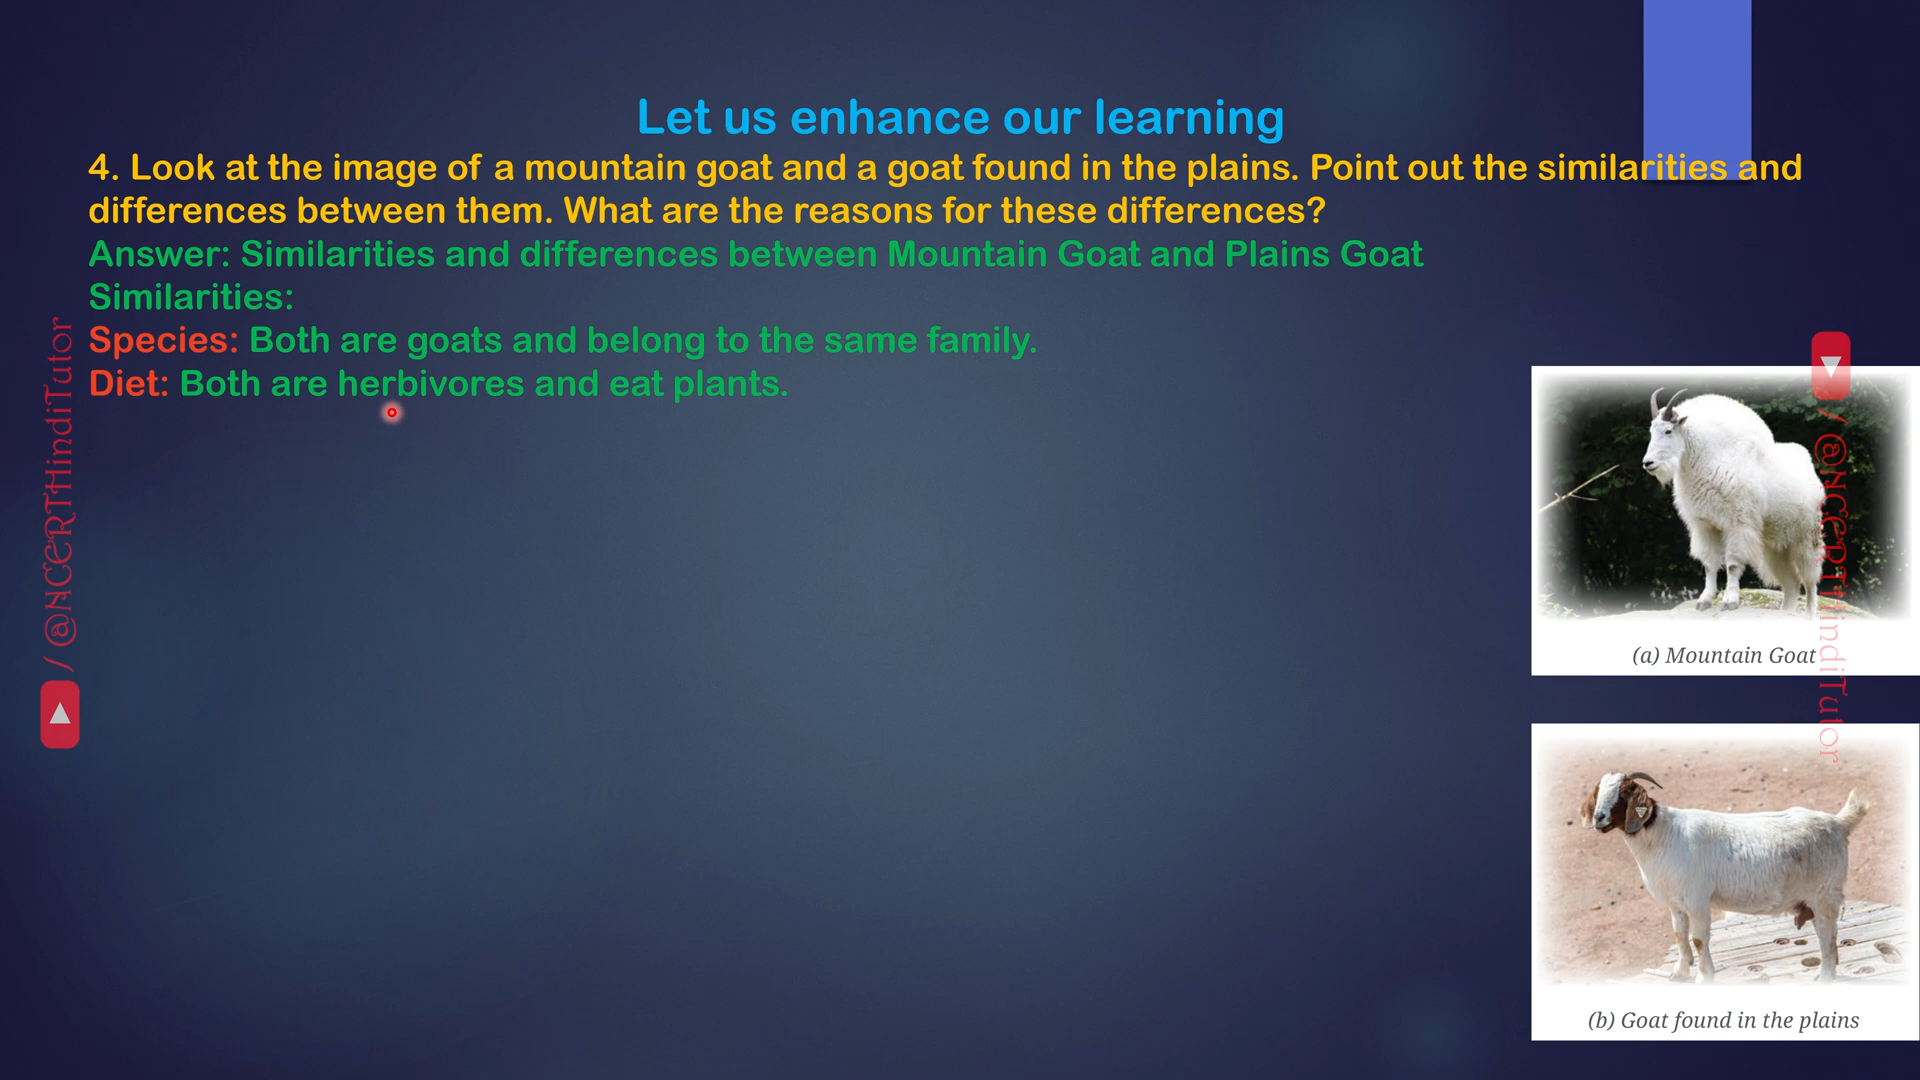 Let us enhance our learning
4. Look at the image of a mountain goat and a goat found in the plains. Point out the similarities and
differences between them. What are the reasons for these differences?
Answer: Similarities and differences between Mountain Goat and Plains Goat
Similarities:
Species: Both are goats and belong to the same family.
Diet: Both are herbivores and eat plants.
/ @NCERTHindiTutor
/ @NCERTHindiTutor
(a) Mountain Goat
(b) Goat found in the plains